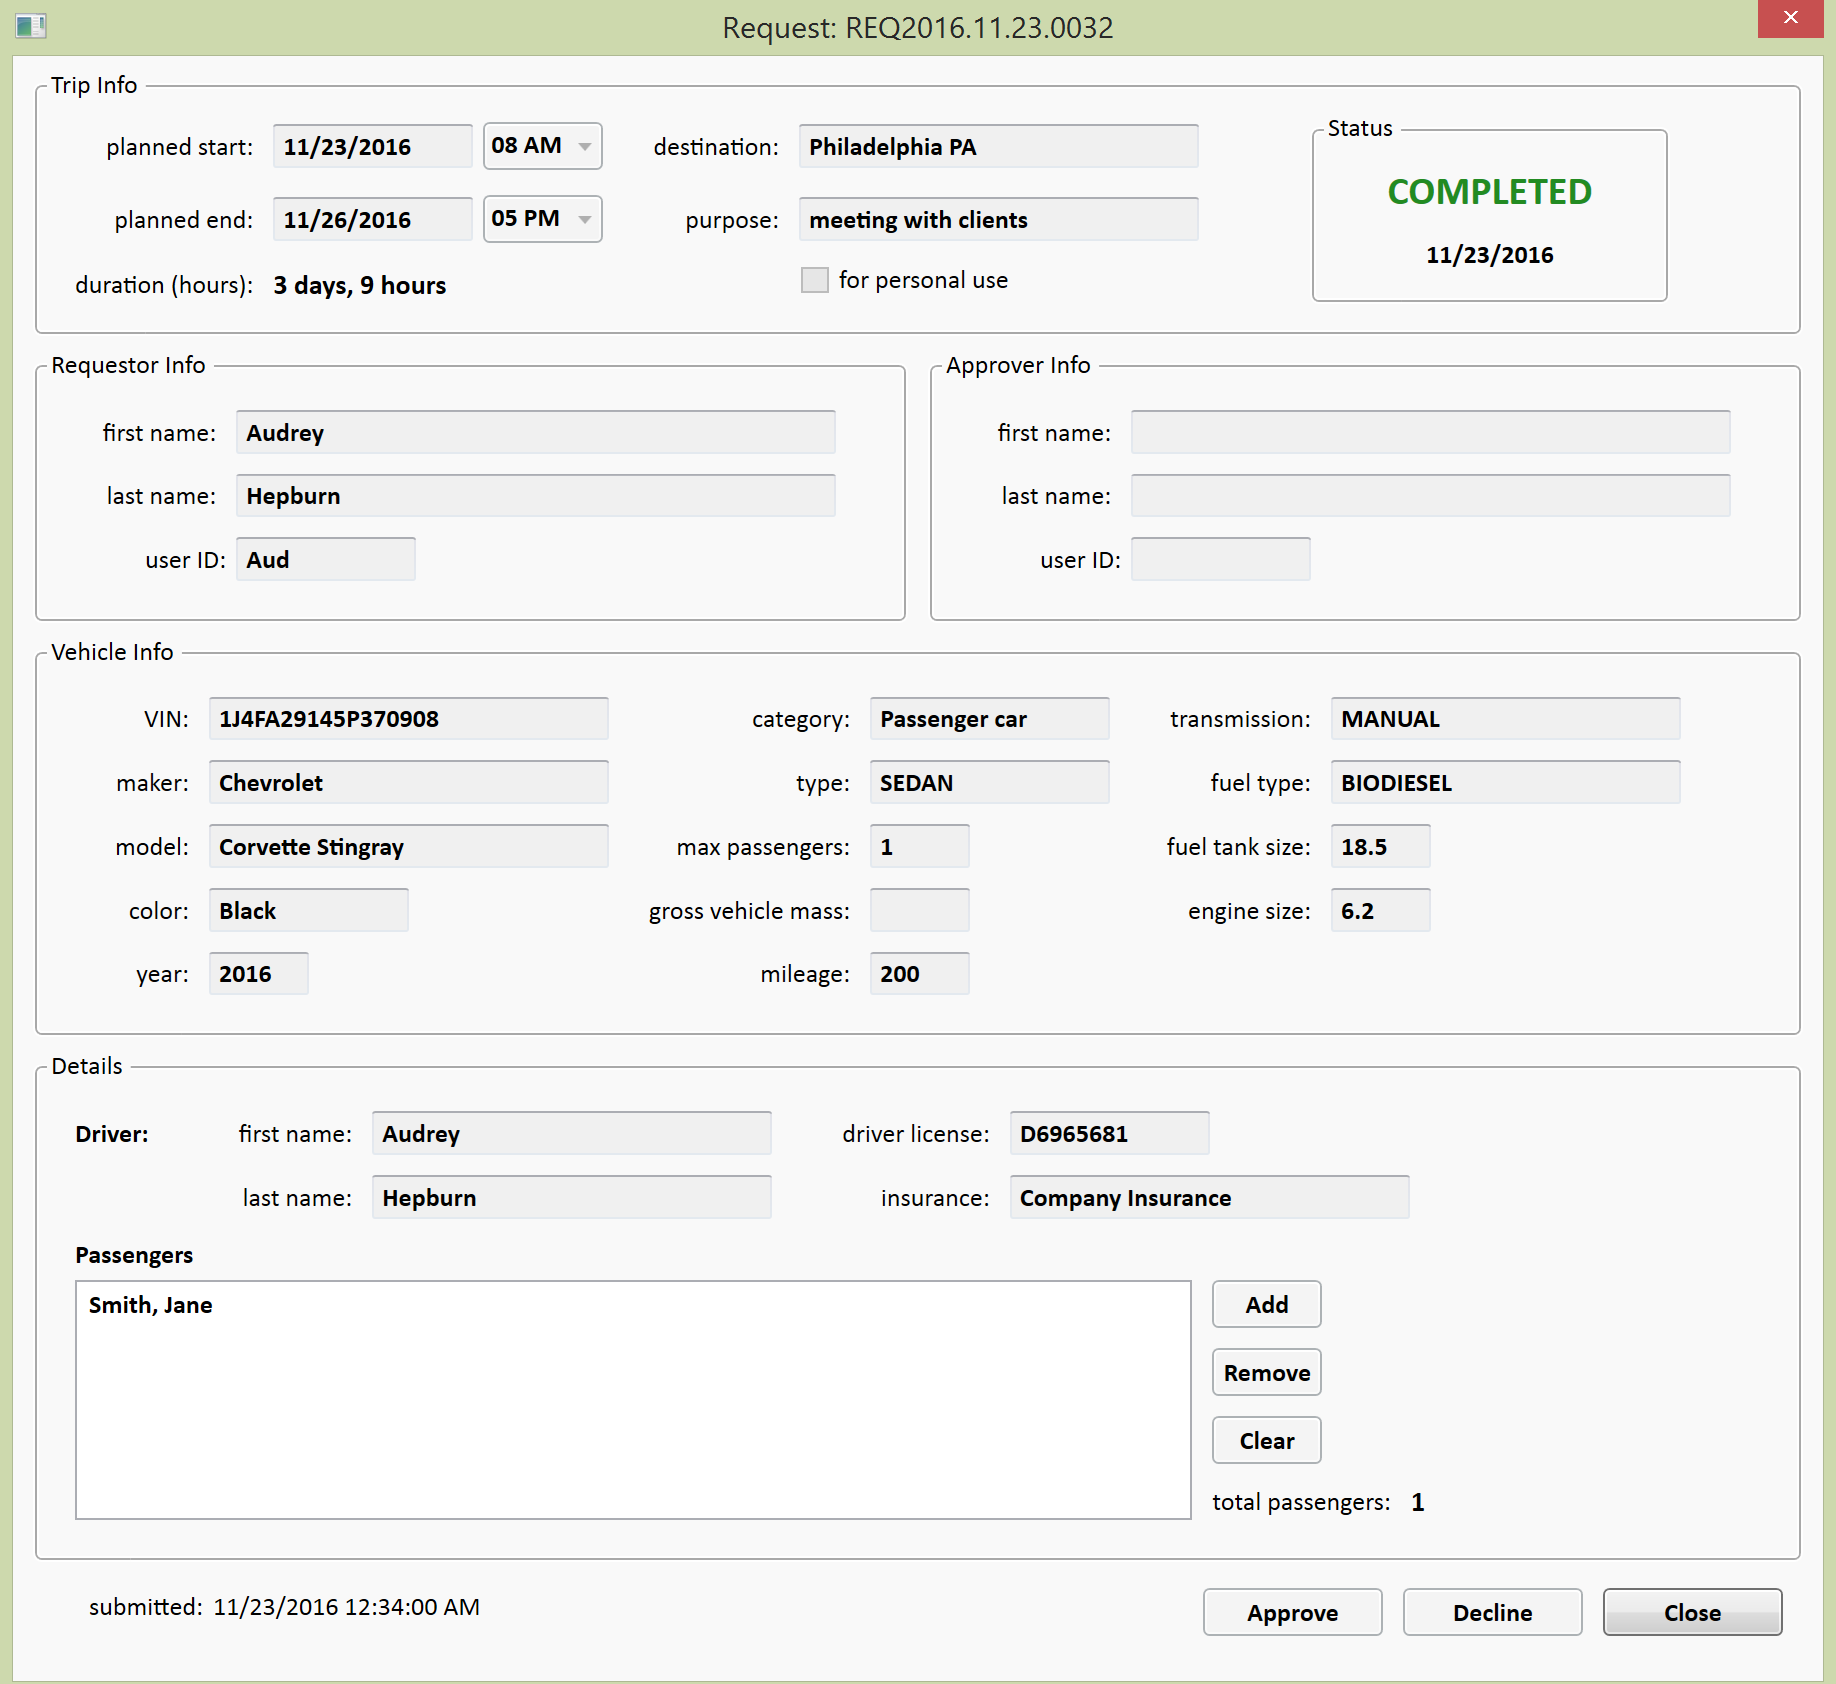 Request: REQ2016.11.23.0032
Trip Info
planned start: 11/23/2016 08 AM destination: Philadelphia PA
planned end: 11/26/2016 05 PM purpose: meeting with clients
duration (hours): 3 days, 9 hours for personal use
Status
COMPLETED
11/23/2016
Requestor Info
first name: Audrey
last name: Hepburn
user ID: Aud
Approver Info
first name:
last name:
user ID:
Vehicle Info
VIN: 1J4FA29145P370908 category: Passenger car transmission: MANUAL
maker: Chevrolet type: SEDAN fuel type: BIODIESEL
model: Corvette Stingray max passengers: 1 fuel tank size: 18.5
color: Black gross vehicle mass: engine size: 6.2
year: 2016 mileage: 200
Details
Driver: first name: Audrey driver license: D6965681
last name: Hepburn insurance: Company Insurance
Passengers
Smith, Jane
Add
Remove
Clear
total passengers: 1
submitted: 11/23/2016 12:34:00 AM Approve Decline Close